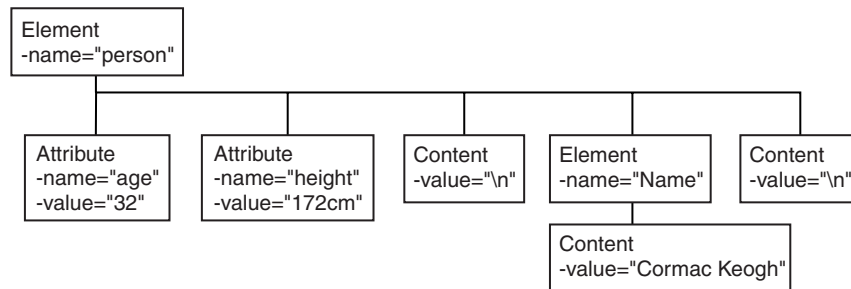 Element
-name="person"
Attribute
-name="age"
-value="32"
Attribute
-name="height"
-value="172cm"
Content
-value="\n"
Element
-name="Name"
Content
-value="\n"
Content
-value="Cormac Keogh"